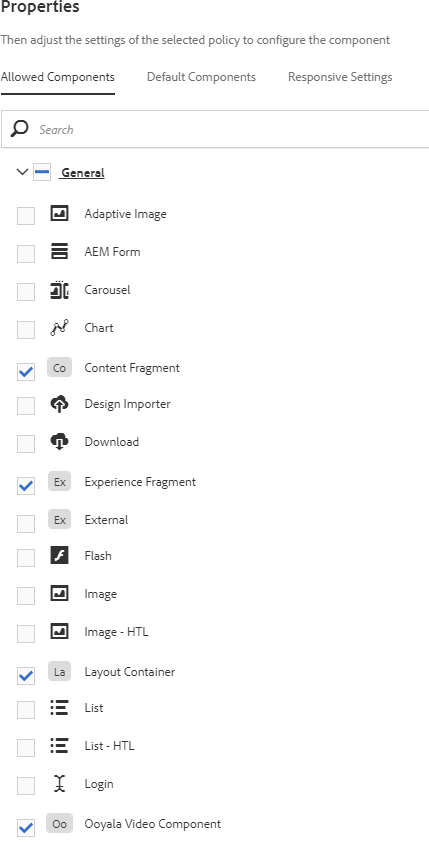 Properties
Then adjust the settings of the selected policy to configure the component
Allowed Components Default Components Responsive Settings
Search
General
Adaptive Image
AEM Form
Carousel
Chart
Co Content Fragment
Design Importer
Download
Ex Experience Fragment
Ex External
Flash
Image
Image - HTL
La Layout Container
List
List - HTL
Login
Oo Ooyala Video Component